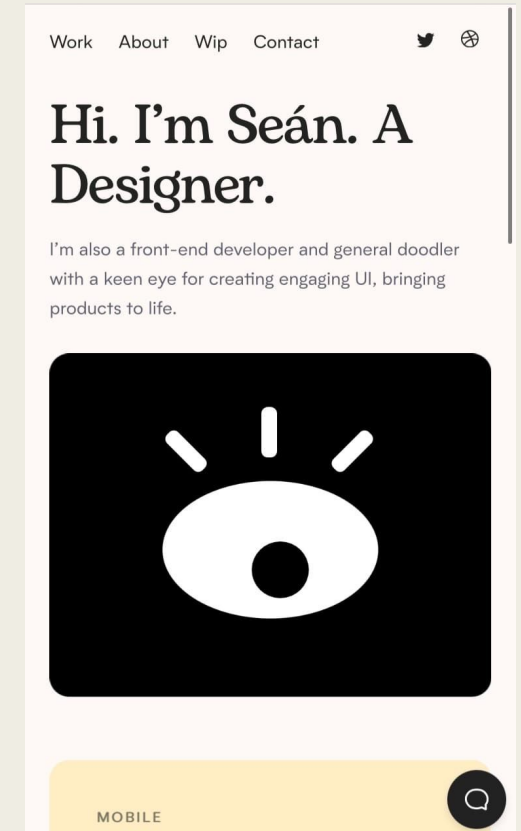 Work About Wip Contact
Hi. I’m Seán. A
Designer.
I’m also a front-end developer and general doodler
with a keen eye for creating engaging UI, bringing
products to life.
MOBILE